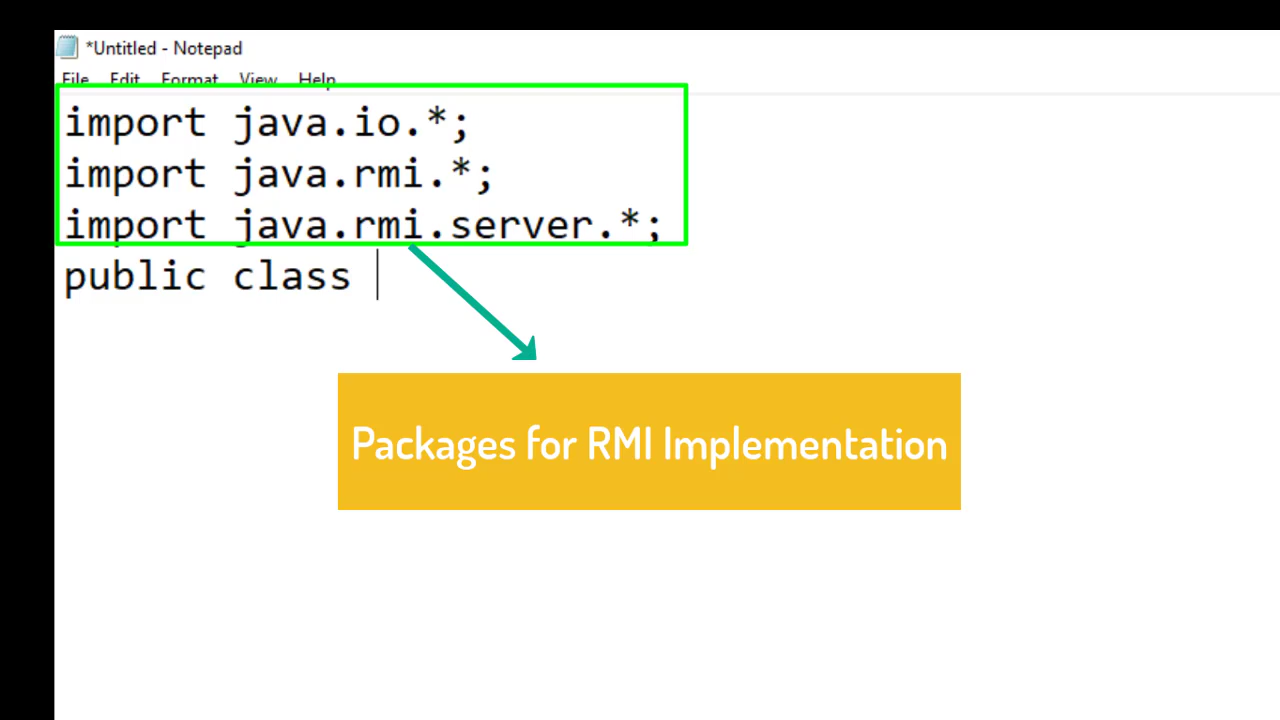 *Untitled - Notepad
File Edit Format View Help
import java.io.*;
import java.rmi.*;
import java.rmi.server.*;
public class
Packages for RMI Implementation